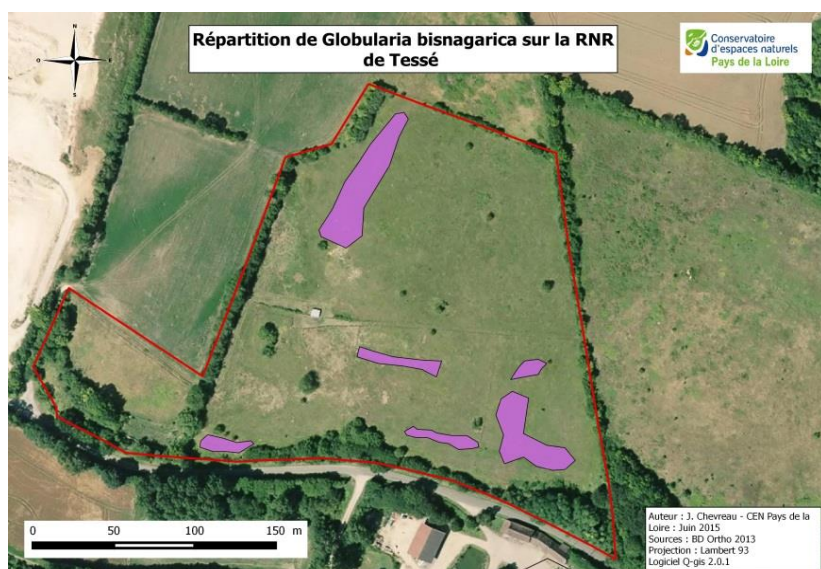 Répartition de Globularia bisnagarica sur la RNR
de Tessé
Conservatoire
d'espaces naturels
Pays de la Loire
N
O
E
S
0 50 100 150 m
Auteur : J. Chevreau - CEN Pays de la
Loire : Juin 2015
Sources : BD Ortho 2013
Projection : Lambert 93
Logiciel Q-gis 2.0.1